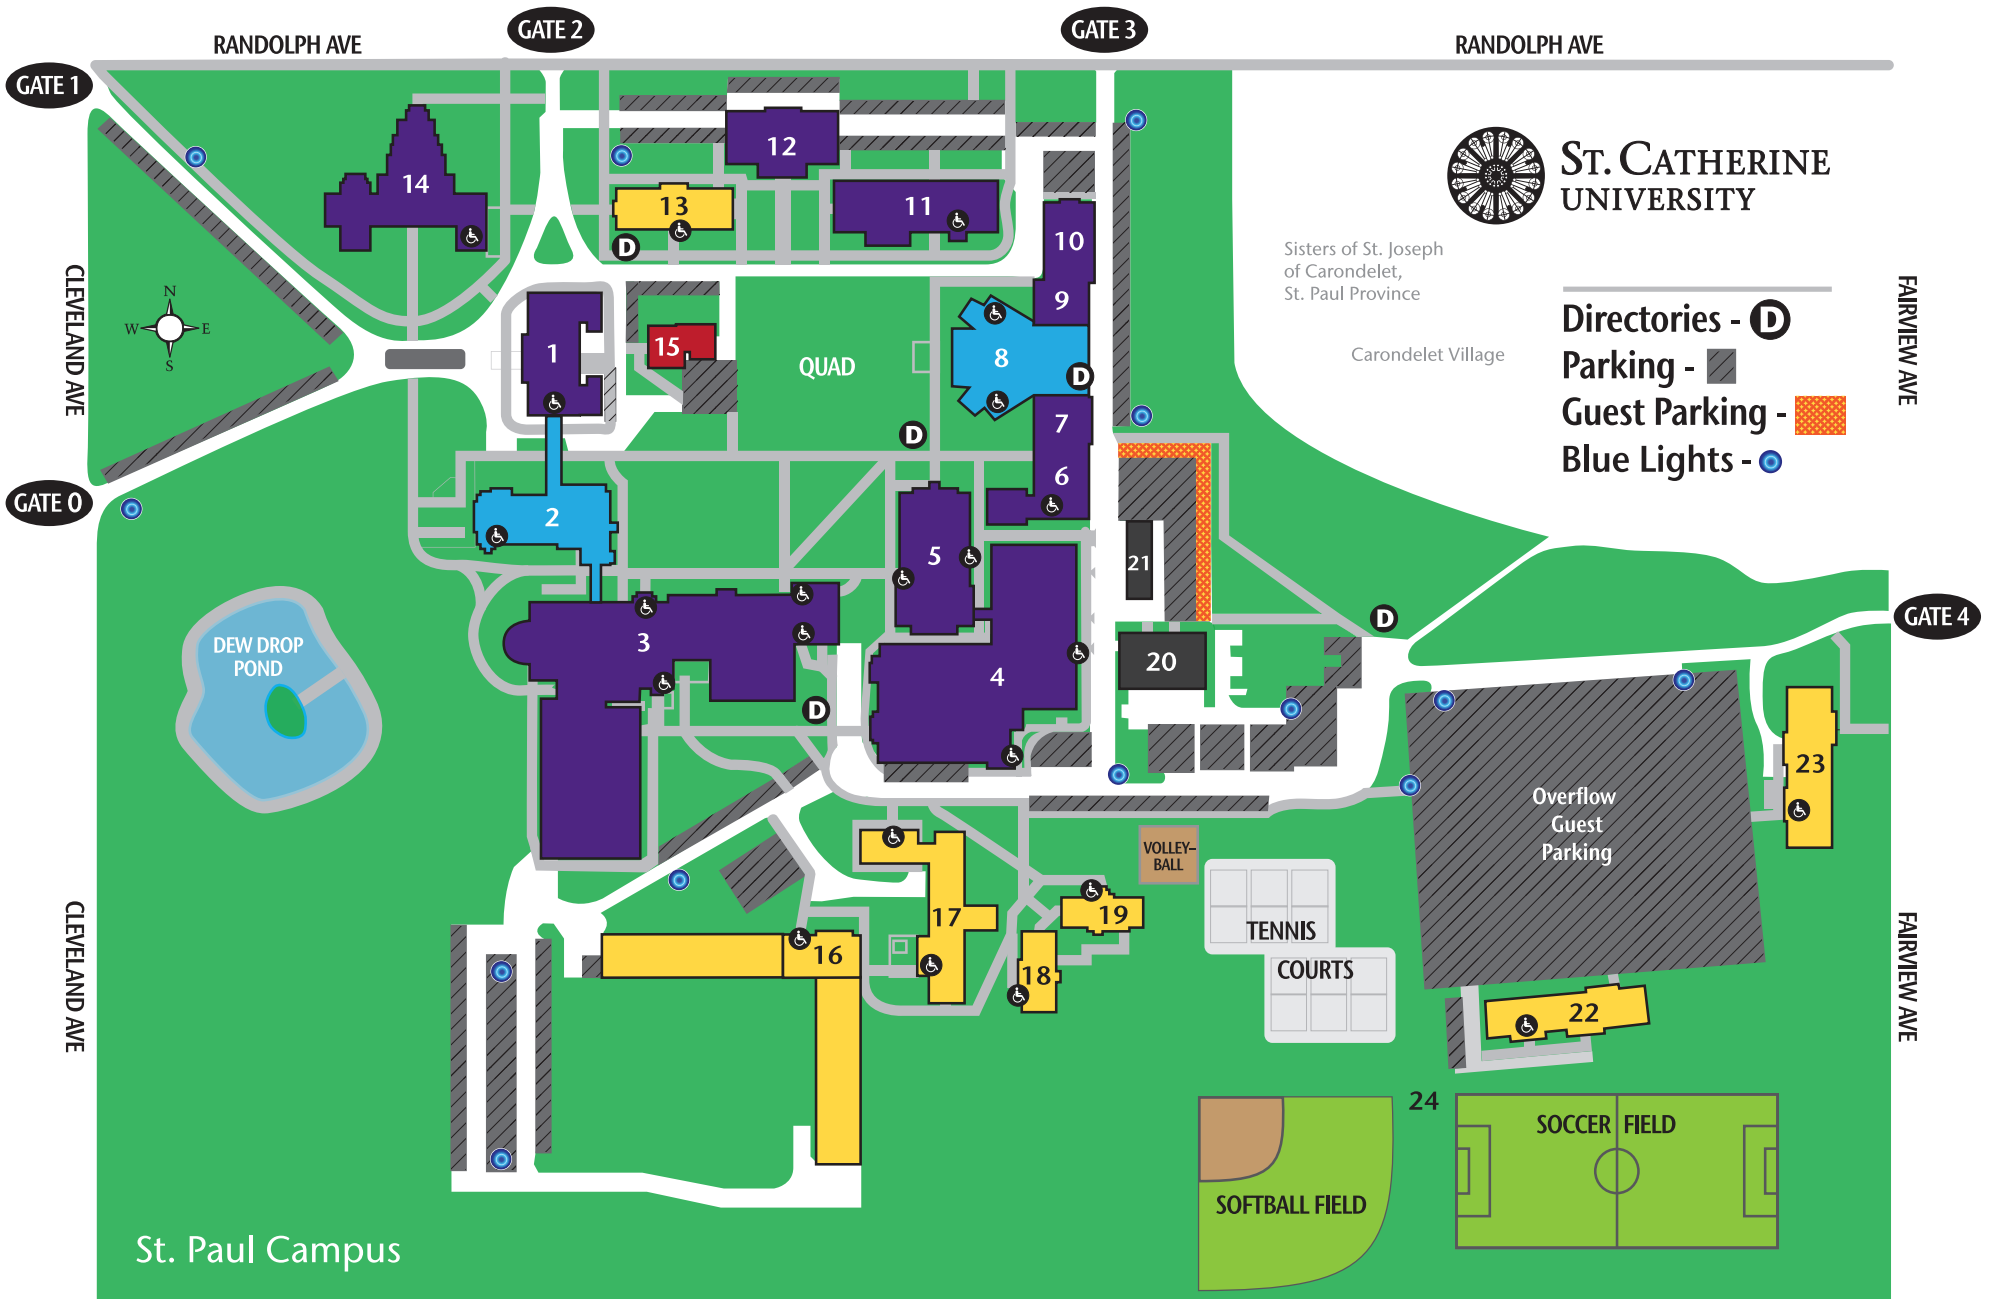 GATE 2
GATE 3
RANDOLPH AVE
RANDOLPH AVE
GATE 1
12
ST. CATHERINE
UNIVERSITY
14
13
11
D
10
Sisters of St. Joseph
of Carondelet,
St. Paul Province
CLEVELAND AVE
FAIRVIEW AVE
N
W E
S
9
Directories - D
1
15
QUAD
8
Carondelet Village
Parking -
D
7
Guest Parking -
D
6
Blue Lights -
GATE 0
2
5
21
D
GATE 4
DEW DROP
POND
3
4
20
D
23
Overflow
Guest
Parking
VOLLEY–
BALL
CLEVELAND AVE
FAIRVIEW AVE
17
19
TENNIS
COURTS
16
18
22
24
SOCCER FIELD
SOFTBALL FIELD
St. Paul Campus